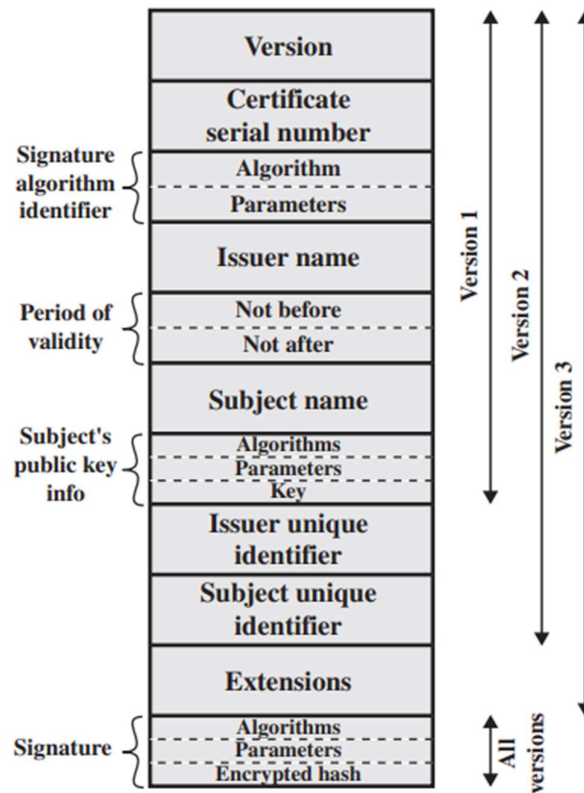 Version
Certificate
serial number
Signature
algorithm
identifier
Algorithm
Parameters
Issuer name
Period of
validity
Not before
Not after
Subject name
Subject's
public key
info
Algorithms
Parameters
Key
Issuer unique
identifier
Subject unique
identifier
Extensions
Signature
Algorithms
Parameters
Encrypted hash
Version 1
Version 2
Version 3
All
versions